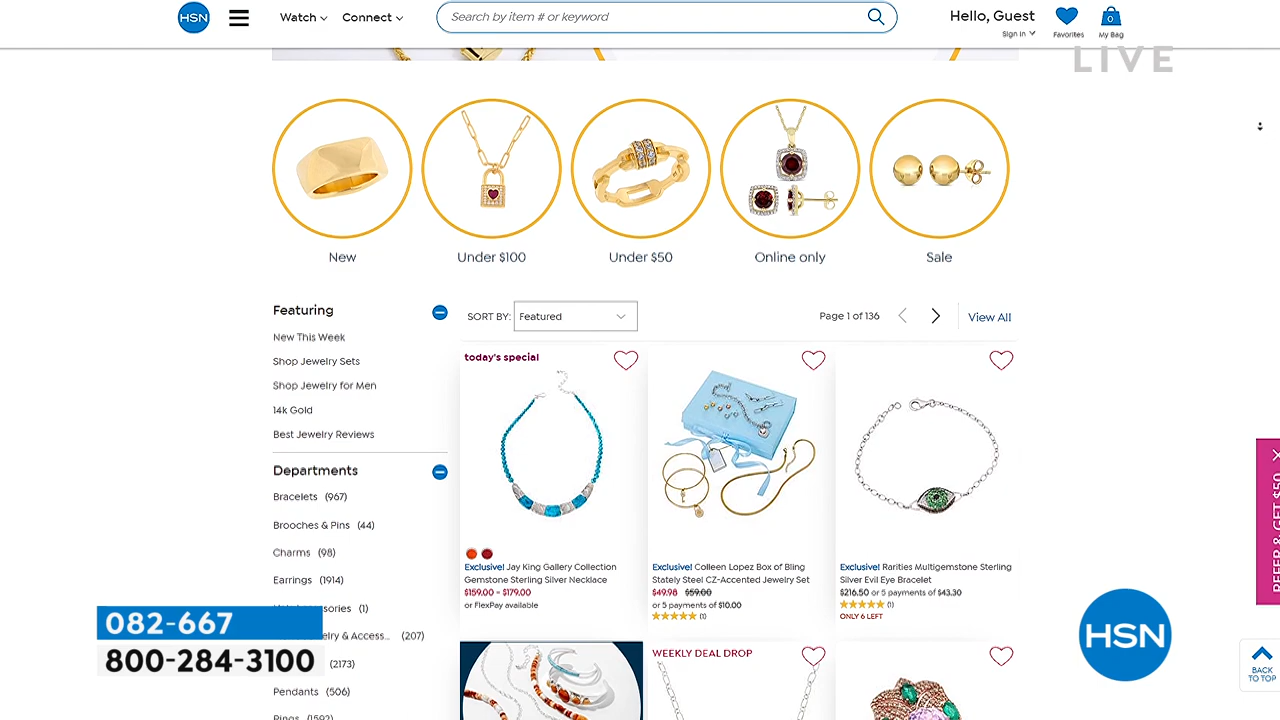 HSN
Watch
Connect
Search by item # or keyword
Hello, Guest
Sign in
Favorites
0
My Bag
LIVE
New
Under $100
Under $50
Online only
Sale
Featuring
New This Week
Shop Jewelry Sets
Shop Jewelry for Men
14k Gold
Best Jewelry Reviews
Departments
Bracelets (967)
Brooches & Pins (44)
Charms (98)
Earrings (1914)
(1)
(207)
(2173)
Pendants (506)
Rings (1592)
SORT BY: Featured
Page 1 of 136
View All
today's special
Exclusive! Jay King Gallery Collection
Gemstone Sterling Silver Necklace
$159.00 - $179.00
or FlexPay available
Exclusive! Colleen Lopez Box of Bling
Stately Steel CZ-Accented Jewelry Set
$49.98 $59.00
or 5 payments of $10.00
(1)
Exclusive! Rarities Multigemstone Sterling
Silver Evil Eye Bracelet
$216.50 or 5 payments of $43.30
(1)
ONLY 6 LEFT
WEEKLY DEAL DROP
REFER & GET $50
082-667
800-284-3100
HSN
BACK
TO TOP